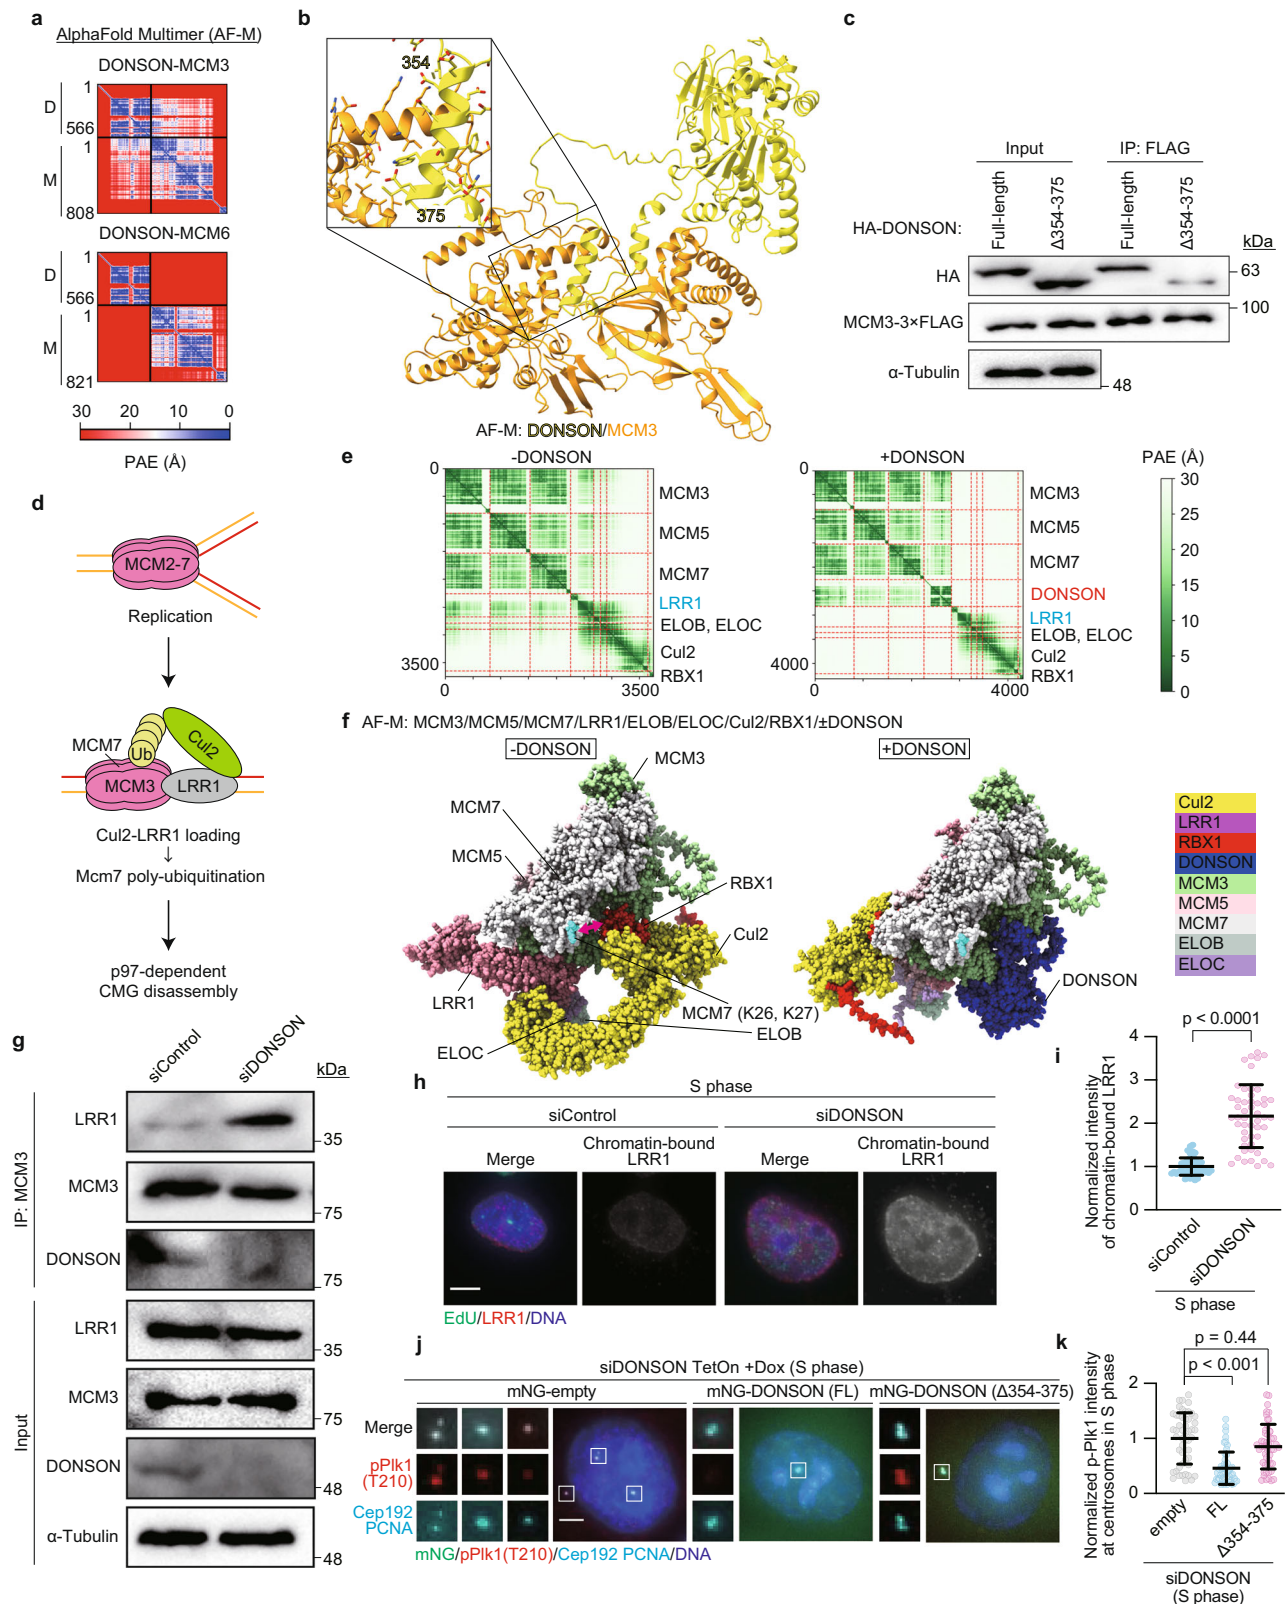 a
AlphaFold Multimer (AF-M)
DONSON-MCM3
1
D
566
1
M
808
DONSON-MCM6
1
D
566
1
M
821
30 20 10 0
PAE (Å)
b
354
375
AF-M: DONSON/MCM3
c
Input IP: FLAG
HA-DONSON: Full-length Δ354-375 Full-length Δ354-375 kDa
HA 63
100
MCM3-3×FLAG
α-Tubulin 48
d
MCM2-7
Replication
MCM7
Ub
Cul2
MCM3
LRR1
Cul2-LRR1 loading
↓
Mcm7 poly-ubiquitination
p97-dependent
CMG disassembly
e
-DONSON
0
MCM3
MCM5
MCM7
LRR1
ELOB, ELOC
Cul2
RBX1
3500
0 3500
+DONSON
0
MCM3
MCM5
MCM7
DONSON
LRR1
ELOB, ELOC
Cul2
RBX1
4000
0 4000
PAE (Å)
30
25
20
15
10
5
0
f AF-M: MCM3/MCM5/MCM7/LRR1/ELOB/ELOC/Cul2/RBX1/±DONSON
-DONSON
MCM3
MCM7
MCM5
RBX1
Cul2
LRR1
MCM7 (K26, K27)
ELOB
ELOC
+DONSON
DONSON
Cul2
LRR1
RBX1
DONSON
MCM3
MCM5
MCM7
ELOB
ELOC
g
siControl siDONSON kDa
IP: MCM3
LRR1 35
MCM3 75
DONSON 75
Input
LRR1 35
MCM3 75
DONSON 48
α-Tubulin 48
h
S phase
siControl siDONSON
Merge Chromatin-bound LRR1 Merge Chromatin-bound LRR1
EdU/LRR1/DNA
i
p < 0.0001
Normalized intensity
of chromatin-bound LRR1
4
3
2
1
0
siControl siDONSON
S phase
j
siDONSON TetOn +Dox (S phase)
mNG-empty mNG-DONSON (FL) mNG-DONSON (Δ354-375)
Merge
pPlk1
(T210)
Cep192
PCNA
mNG/pPlk1(T210)/Cep192 PCNA/DNA
k
p = 0.44
p < 0.001
Normalized p-Plk1 intensity
at centrosomes in S phase
2
1
0
empty FL Δ354-375
siDONSON
(S phase)